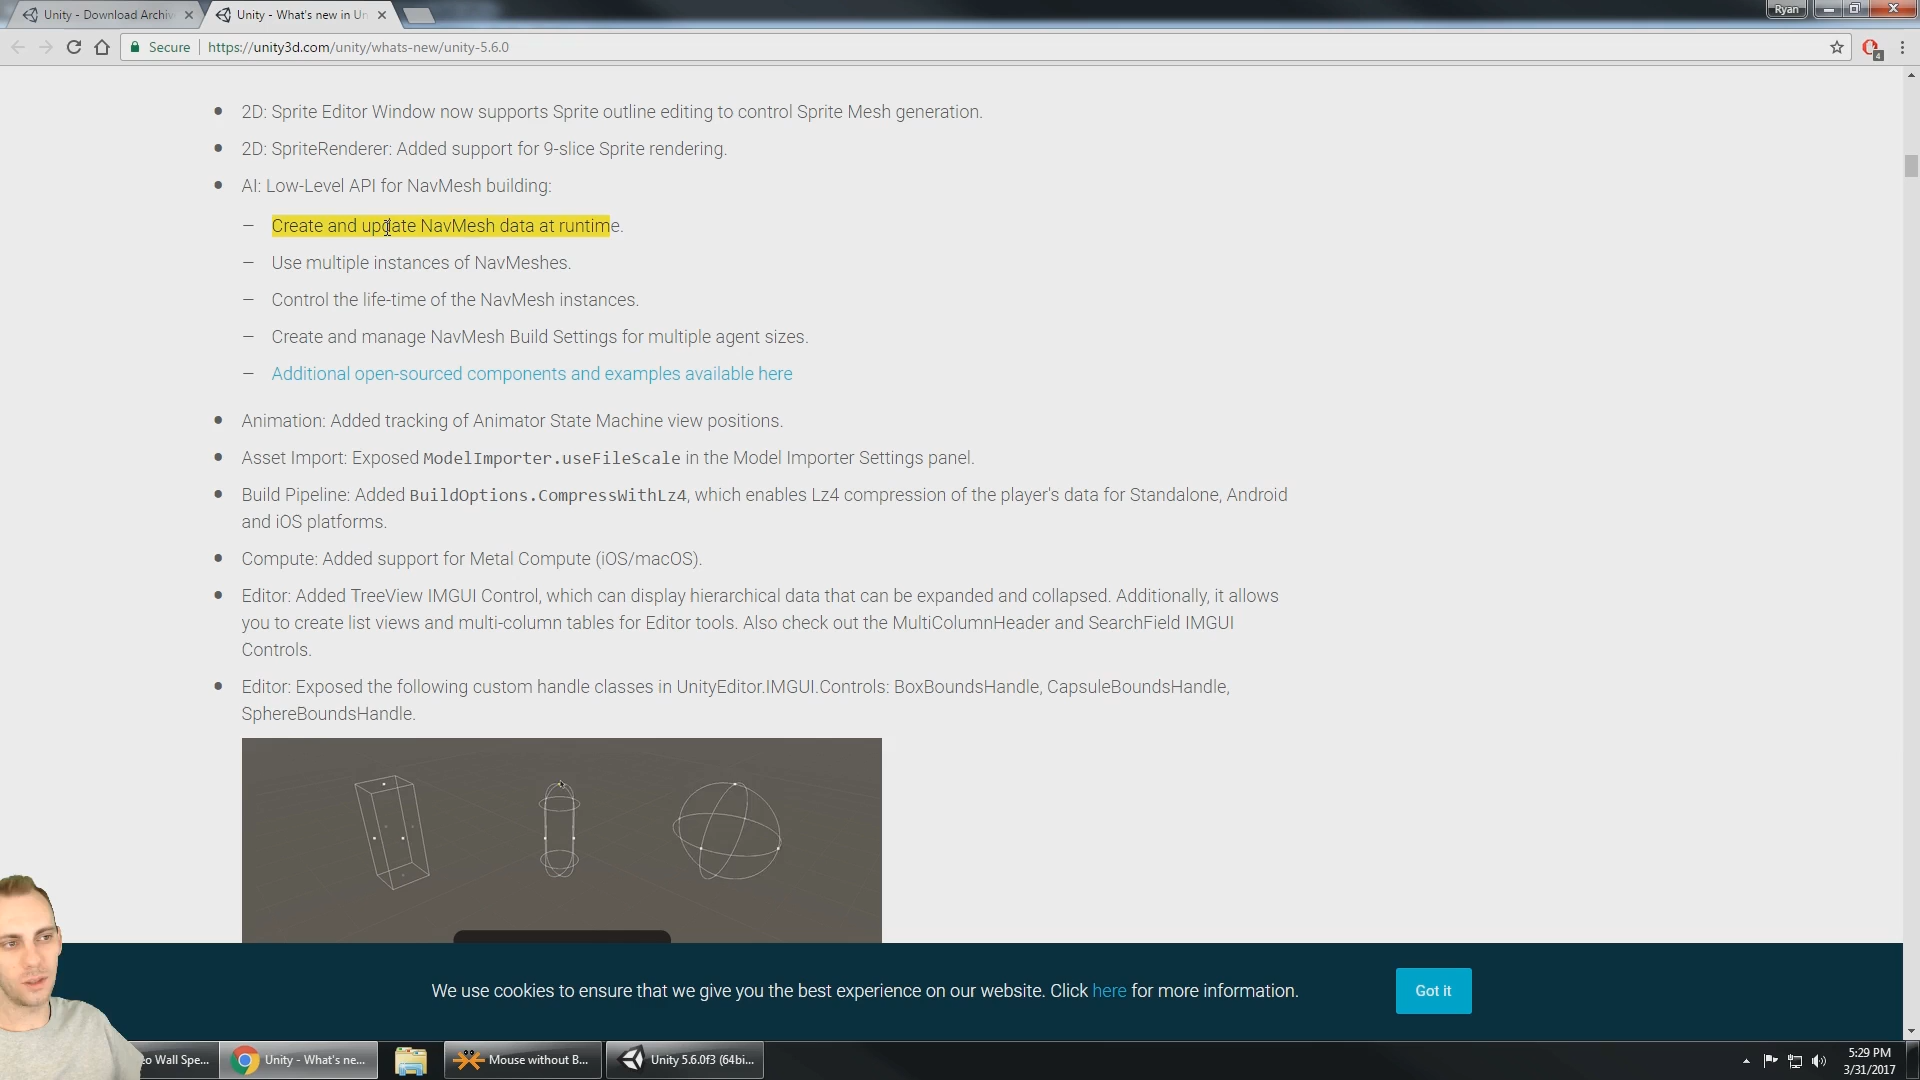 Unity - Download Archiv
Unity - What's new in Un
Ryan
Secure
https://unity3d.com/unity/whats-new/unity-5.6.0
4
2D: Sprite Editor Window now supports Sprite outline editing to control Sprite Mesh generation.
2D: SpriteRenderer: Added support for 9-slice Sprite rendering.
AI: Low-Level API for NavMesh building:
– Create and update NavMesh data at runtime.
– Use multiple instances of NavMeshes.
– Control the life-time of the NavMesh instances.
– Create and manage NavMesh Build Settings for multiple agent sizes.
– Additional open-sourced components and examples available here
Animation: Added tracking of Animator State Machine view positions.
Asset Import: Exposed ModelImporter.useFileScale in the Model Importer Settings panel.
Build Pipeline: Added BuildOptions.CompressWithLz4, which enables Lz4 compression of the player's data for Standalone, Android
and iOS platforms.
Compute: Added support for Metal Compute (iOS/macOS).
Editor: Added TreeView IMGUI Control, which can display hierarchical data that can be expanded and collapsed. Additionally, it allows
you to create list views and multi-column tables for Editor tools. Also check out the MultiColumnHeader and SearchField IMGUI
Controls.
Editor: Exposed the following custom handle classes in UnityEditor.IMGUI.Controls: BoxBoundsHandle, CapsuleBoundsHandle,
SphereBoundsHandle.
We use cookies to ensure that we give you the best experience on our website. Click here for more information.
Got it
eo Wall Spe...
Unity - What's ne...
Mouse without B...
Unity 5.6.0f3 (64bi...
5:29 PM
3/31/2017